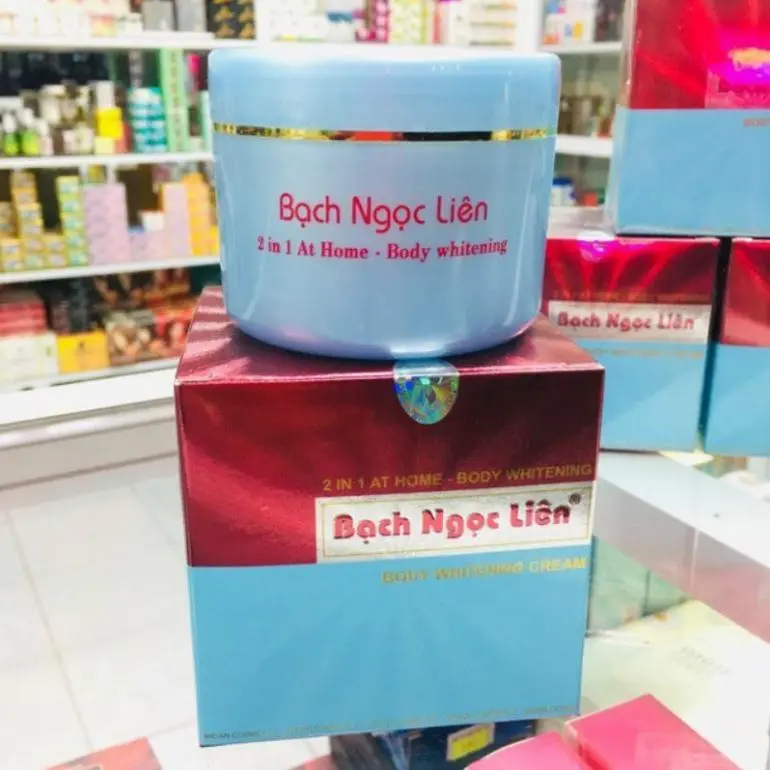 Bạch Ngọc Liên
2 in 1 At Home - Body whitening
2 IN 1 AT HOME - BODY WHITENING
Bạch Ngọc Liên®
BODY WHITENING CREAM
Bạch Ngọc Liên